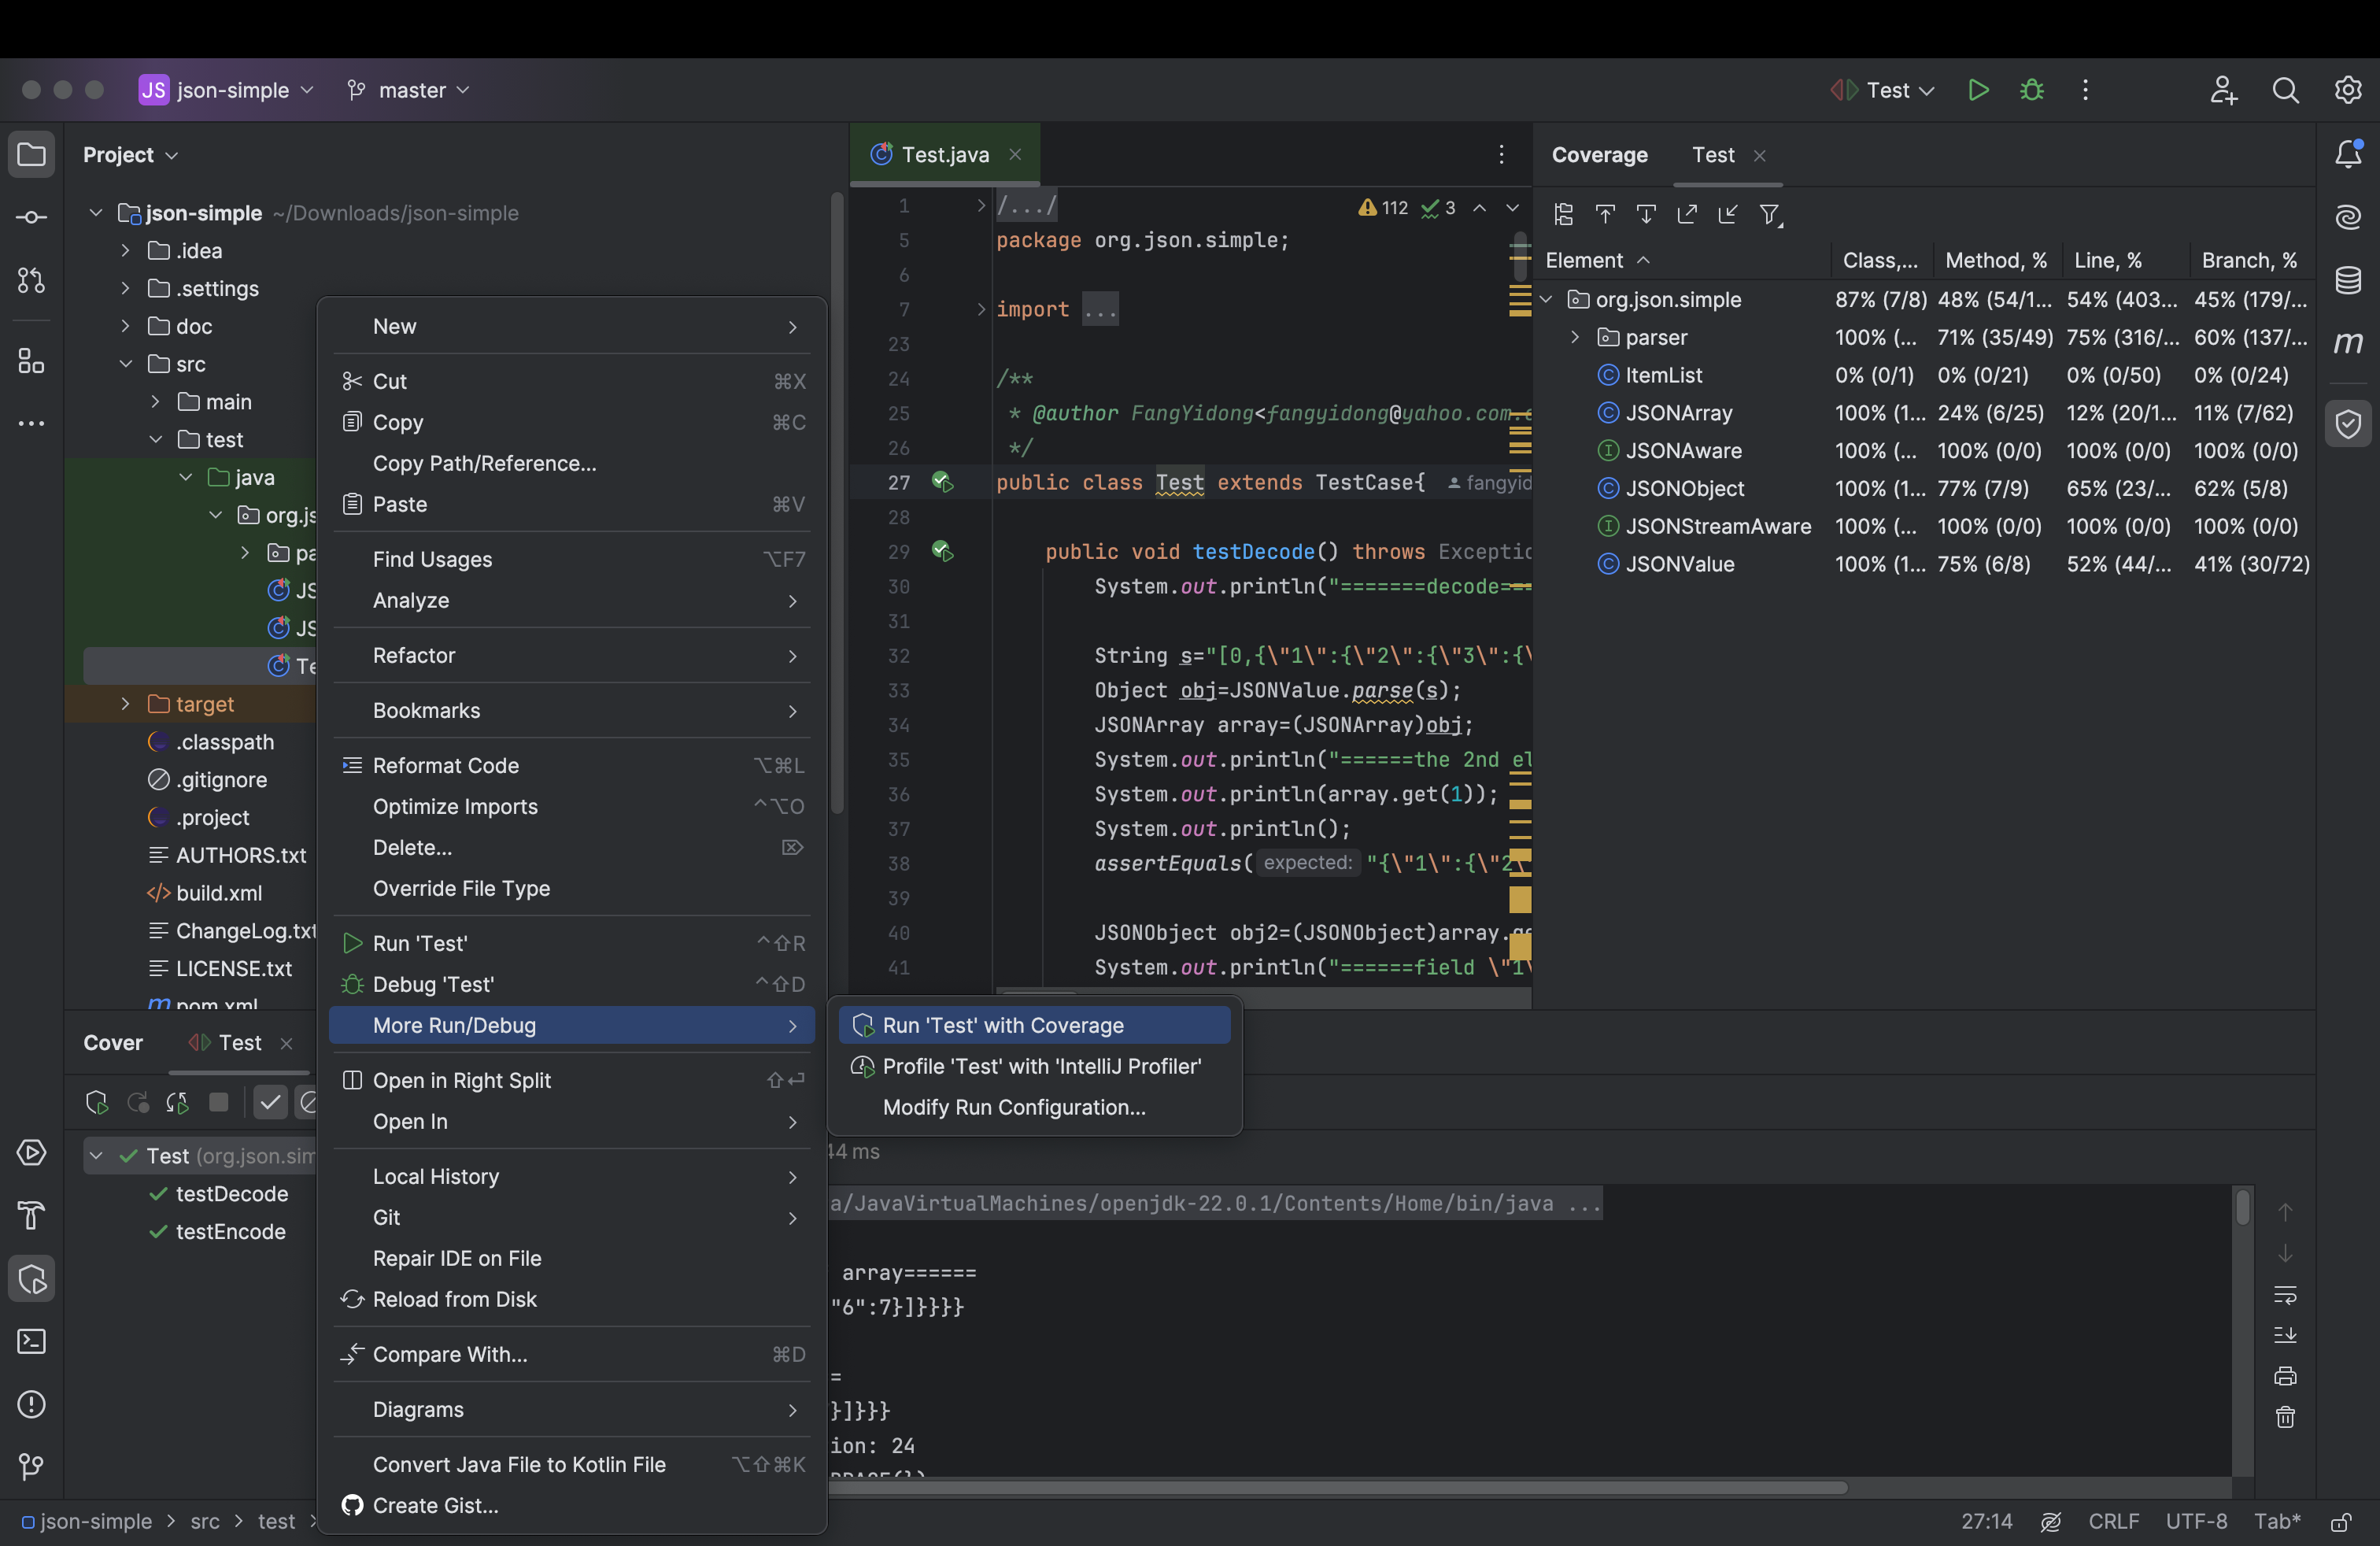 JS json-simple master Test
Project
json-simple ~/Downloads/json-simple
.idea
.settings
doc
src
main
test
java
org.js
pa
JS
JS
Te
target
.classpath
.gitignore
.project
AUTHORS.txt
build.xml
ChangeLog.txt
LICENSE.txt
pom.xml
New
Cut ⌘X
Copy ⌘C
Copy Path/Reference...
Paste ⌘V
Find Usages ⌥F7
Analyze
Refactor
Bookmarks
Reformat Code ⌥⌘L
Optimize Imports ^⌥O
Delete... ⌦
Override File Type
Run 'Test' ^⇧R
Debug 'Test' ^⇧D
More Run/Debug
Open in Right Split ⇧↩
Open In
Local History
Git
Repair IDE on File
Reload from Disk
Compare With... ⌘D
Diagrams
Convert Java File to Kotlin File ⌥⇧⌘K
Create Gist...
Run 'Test' with Coverage
Profile 'Test' with 'IntelliJ Profiler'
Modify Run Configuration...
Test.java
112 3
1 /.../
5 package org.json.simple;
6
7 import ...
23
24 /**
25 * @author FangYidong<fangyidong@yahoo.com.
26 */
27 public class Test extends TestCase{ fangyid
28
29 public void testDecode() throws Exceptio
30 System.out.println("=======decode===
31
32 String s="[0,{\"1\":{\"2\":{\"3\":{\
33 Object obj=JSONValue.parse(s);
34 JSONArray array=(JSONArray)obj;
35 System.out.println("======the 2nd el
36 System.out.println(array.get(1));
37 System.out.println();
38 assertEquals( expected: "{\"1\":{\"2\
39
40 JSONObject obj2=(JSONObject)array.ge
41 System.out.println("======field \"1\
Coverage Test
Element Class,... Method, % Line, % Branch, %
org.json.simple 87% (7/8) 48% (54/1... 54% (403... 45% (179/...
parser 100% (... 71% (35/49) 75% (316/... 60% (137/...
ItemList 0% (0/1) 0% (0/21) 0% (0/50) 0% (0/24)
JSONArray 100% (1... 24% (6/25) 12% (20/1... 11% (7/62)
JSONAware 100% (... 100% (0/0) 100% (0/0) 100% (0/0)
JSONObject 100% (1... 77% (7/9) 65% (23/... 62% (5/8)
JSONStreamAware 100% (... 100% (0/0) 100% (0/0) 100% (0/0)
JSONValue 100% (1... 75% (6/8) 52% (44/... 41% (30/72)
Cover Test
Test (org.json.sim
testDecode
testEncode
44 ms
a/JavaVirtualMachines/openjdk-22.0.1/Contents/Home/bin/java ...
array======
"6":7}]}}}}
=
}]}}}
ion: 24
json-simple > src > test >
27:14 CRLF UTF-8 Tab*